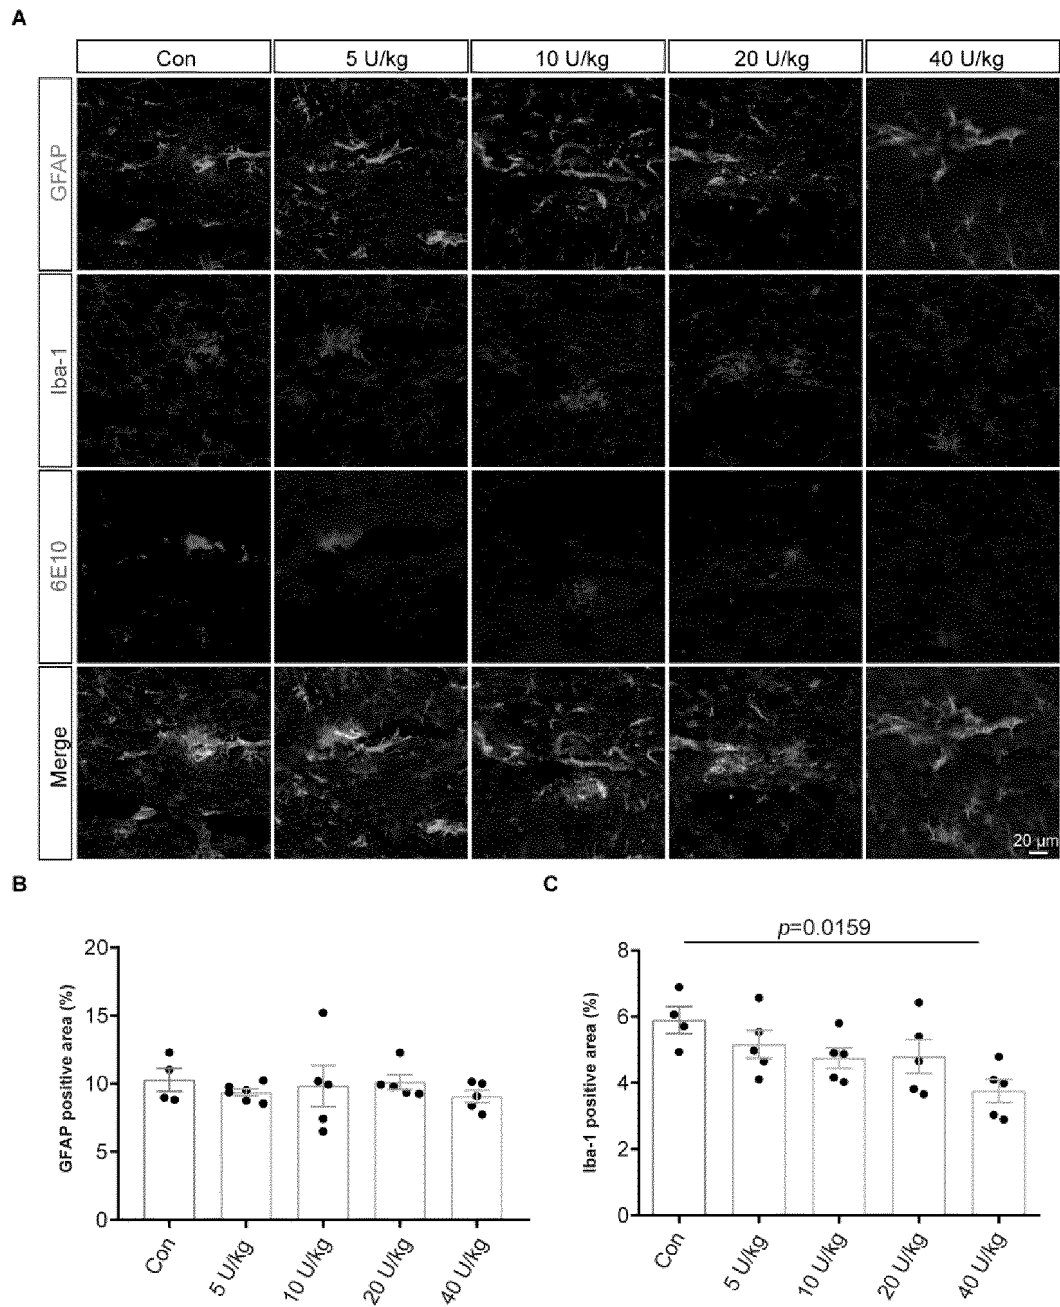 A
Con 5 U/kg 10 U/kg 20 U/kg 40 U/kg
GFAP
Iba-1
6E10
Merge
20 µm
B
GFAP positive area (%)
20
15
10
5
0
Con 5 U/kg 10 U/kg 20 U/kg 40 U/kg
C
p=0.0159
Iba-1 positive area (%)
8
6
4
2
0
Con 5 U/kg 10 U/kg 20 U/kg 40 U/kg